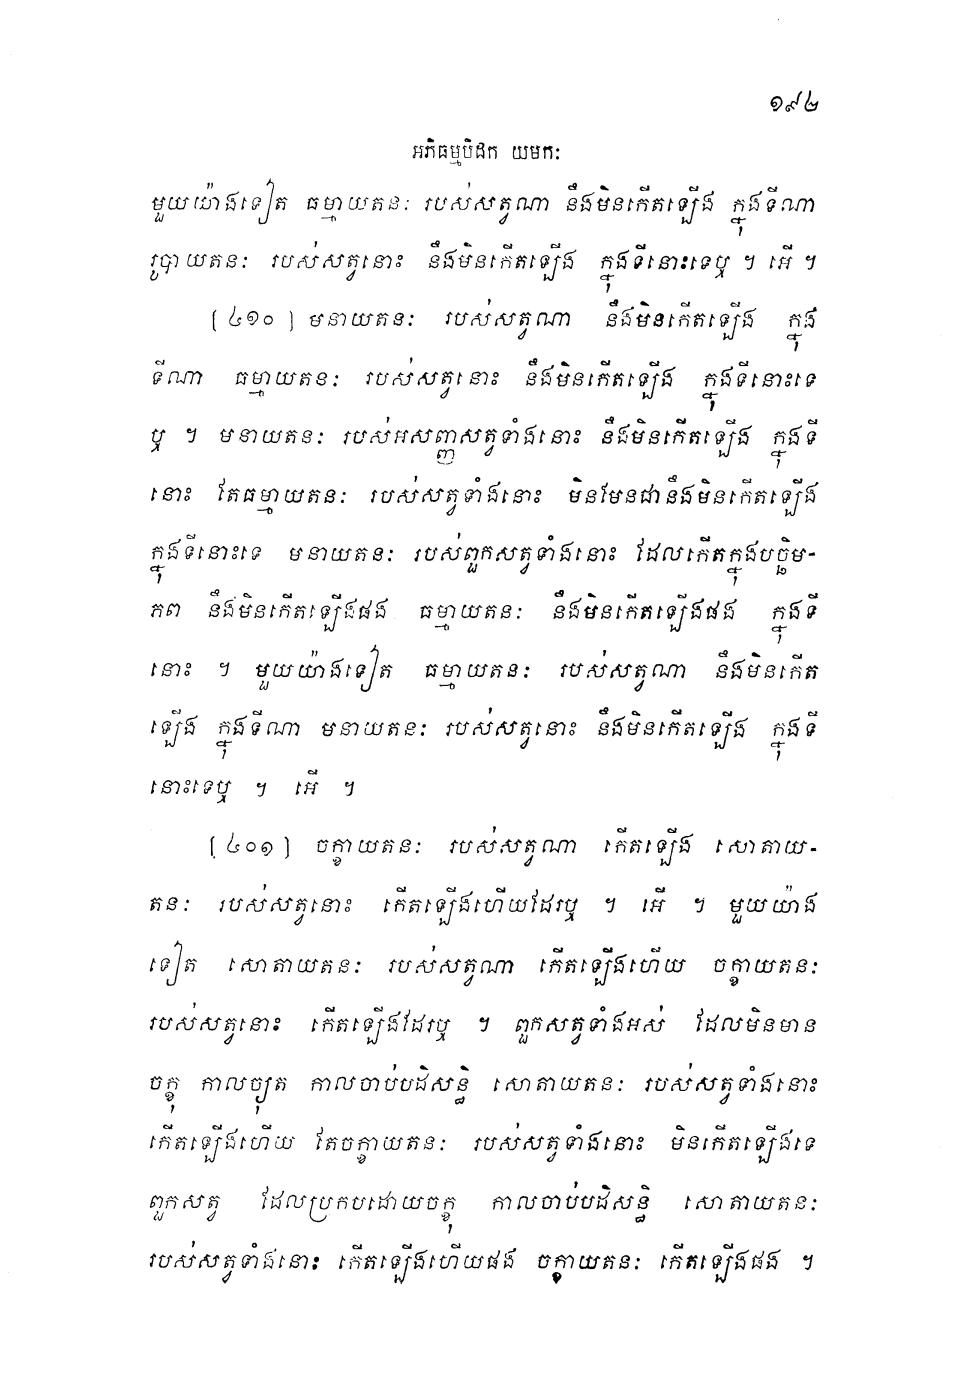 ១៩៤
អភិធម្មបិដក យមកៈ
មួយយ៉ាងទៀត ធម្មាយតនៈ របស់សត្វណា នឹងមិនកើតឡើង ក្នុងទីណា
រូបាយតនៈ របស់សត្វនោះ នឹងមិនកើតឡើង ក្នុងទីនោះទេឬ ។ អើ ។
[៤១០] មនាយតនៈ របស់សត្វណា នឹងមិនកើតឡើង ក្នុង
ទីណា ធម្មាយតនៈ របស់សត្វនោះ នឹងមិនកើតឡើង ក្នុងទីនោះទេ
ឬ ។ មនាយតនៈ របស់អសញ្ញសត្វទាំងនោះ នឹងមិនកើតឡើង ក្នុងទី
នោះ តែធម្មាយតនៈ របស់សត្វទាំងនោះ មិនមែនជានឹងមិនកើតឡើង
ក្នុងទីនោះទេ មនាយតនៈ របស់ពួកសត្វទាំងនោះ ដែលកើតក្នុងបច្ឆិម-
ភព នឹងមិនកើតឡើងផង ធម្មាយតនៈ នឹងមិនកើតឡើងផង ក្នុងទី
នោះ ។ មួយយ៉ាងទៀត ធម្មាយតនៈ របស់សត្វណា នឹងមិនកើត
ឡើង ក្នុងទីណា មនាយតនៈ របស់សត្វនោះ នឹងមិនកើតឡើង ក្នុងទី
នោះទេឬ ។ អើ ។
[៤០១] ចក្ខាយតនៈ របស់សត្វណា កើតឡើង សោតាយ-
តនៈ របស់សត្វនោះ កើតឡើងហើយដែរឬ ។ អើ ។ មួយយ៉ាង
ទៀត សោតាយតនៈ របស់សត្វណា កើតឡើងហើយ ចក្ខាយតនៈ
របស់សត្វនោះ កើតឡើងដែរឬ ។ ពួកសត្វទាំងអស់ ដែលមិនមាន
ចក្ខុ កាលច្យុត កាលចាប់បដិសន្ធិ សោតាយតនៈ របស់សត្វទាំងនោះ
កើតឡើងហើយ តែចក្ខាយតនៈ របស់សត្វទាំងនោះ មិនកើតឡើងទេ
ពួកសត្វ ដែលប្រកបដោយចក្ខុ កាលចាប់បដិសន្ធិ សោតាយតនៈ
របស់សត្វទាំងនោះ កើតឡើងហើយផង ចក្ខាយតនៈ កើតឡើងផង ។